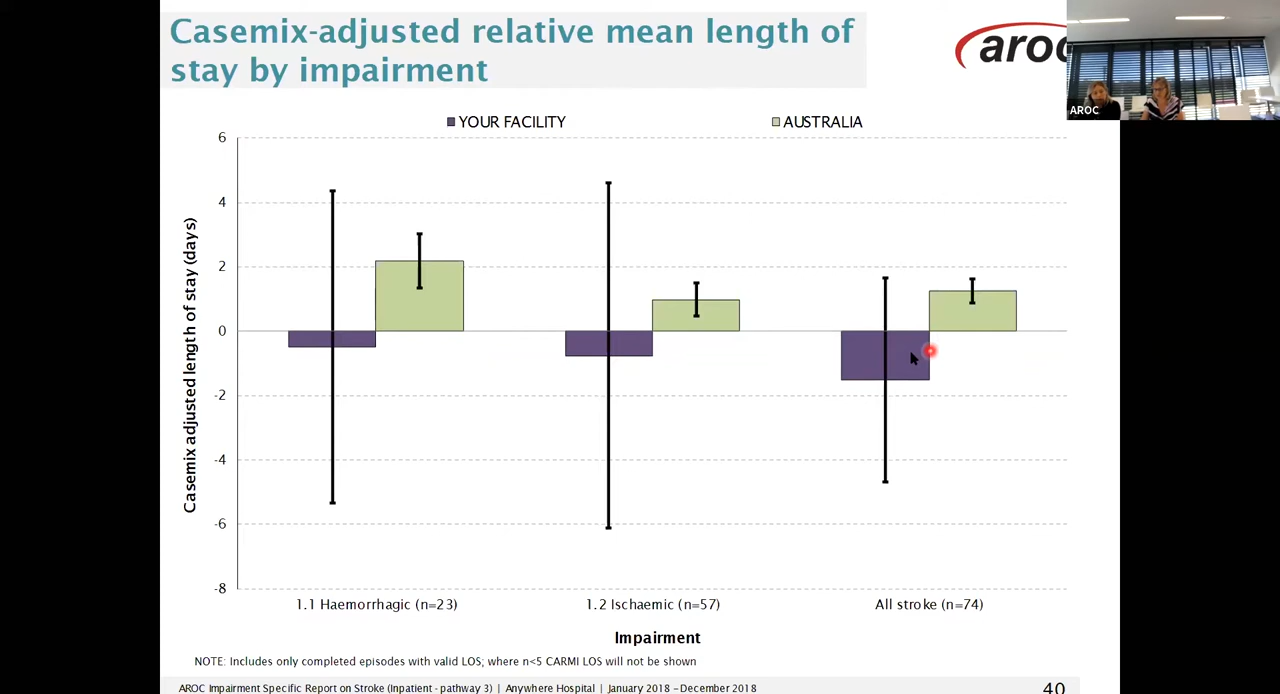 Casemix-adjusted relative mean length of
stay by impairment
aroc
AROC
YOUR FACILITY
AUSTRALIA
6
4
2
0
-2
-4
-6
-8
Casemix adjusted length of stay (days)
1.1 Haemorrhagic (n=23)
1.2 Ischaemic (n=57)
All stroke (n=74)
Impairment
NOTE: Includes only completed episodes with valid LOS; where n<5 CARMI LOS will not be shown
AROC Impairment Specific Report on Stroke (Inpatient - pathway 3) | Anywhere Hospital | January 2018 – December 2018
40